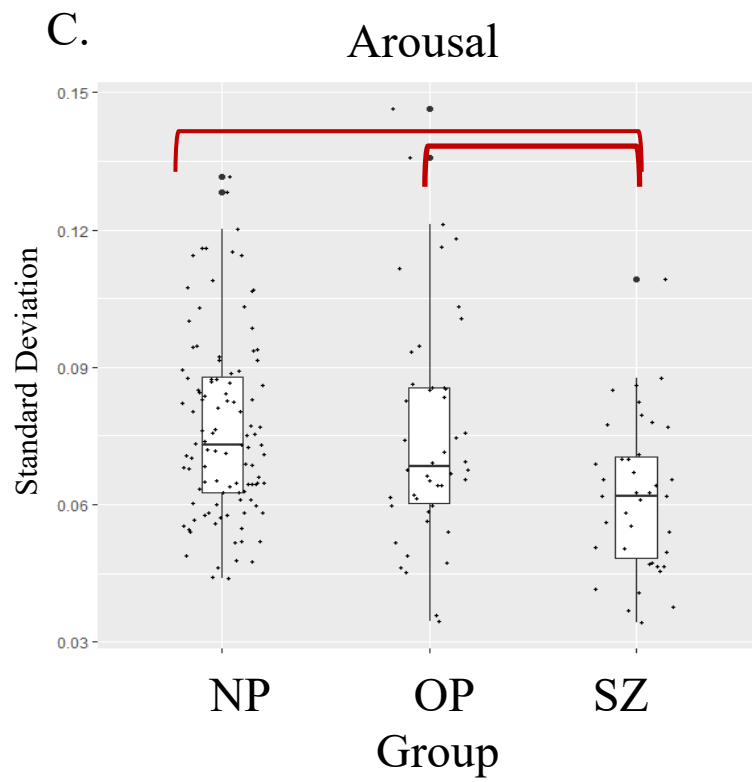 C.
Arousal
0.15
0.12
0.09
0.06
0.03
Standard Deviation
NP OP SZ
Group